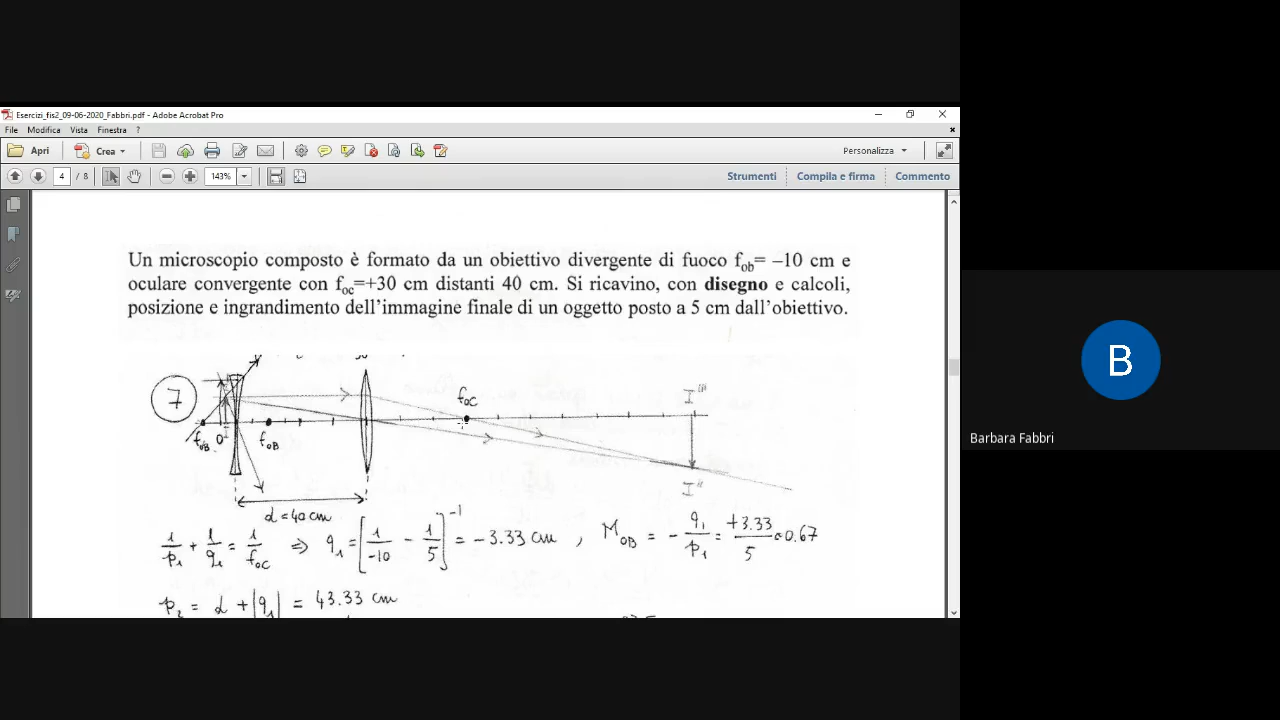 Esercizi_fis2_09-06-2020_Fabbri.pdf - Adobe Acrobat Pro
File Modifica Vista Finestra ?
Apri Crea Personalizza
4 / 8 143% Strumenti Compila e firma Commento
Un microscopio composto è formato da un obiettivo divergente di fuoco fob= –10 cm e
oculare convergente con foc=+30 cm distanti 40 cm. Si ricavino, con disegno e calcoli,
posizione e ingrandimento dell'immagine finale di un oggetto posto a 5 cm dall'obiettivo.
7
foc I'''
foB O foB
I''
d=40cm
1/p1 + 1/q1 = 1/foc ⇒ q1 = [1/-10 - 1/5]^-1 = -3.33 cm , MOB = - q1/p1 = +3.33/5 = 0.67
p2 = d + |q1| = 43.33 cm
B
Barbara Fabbri